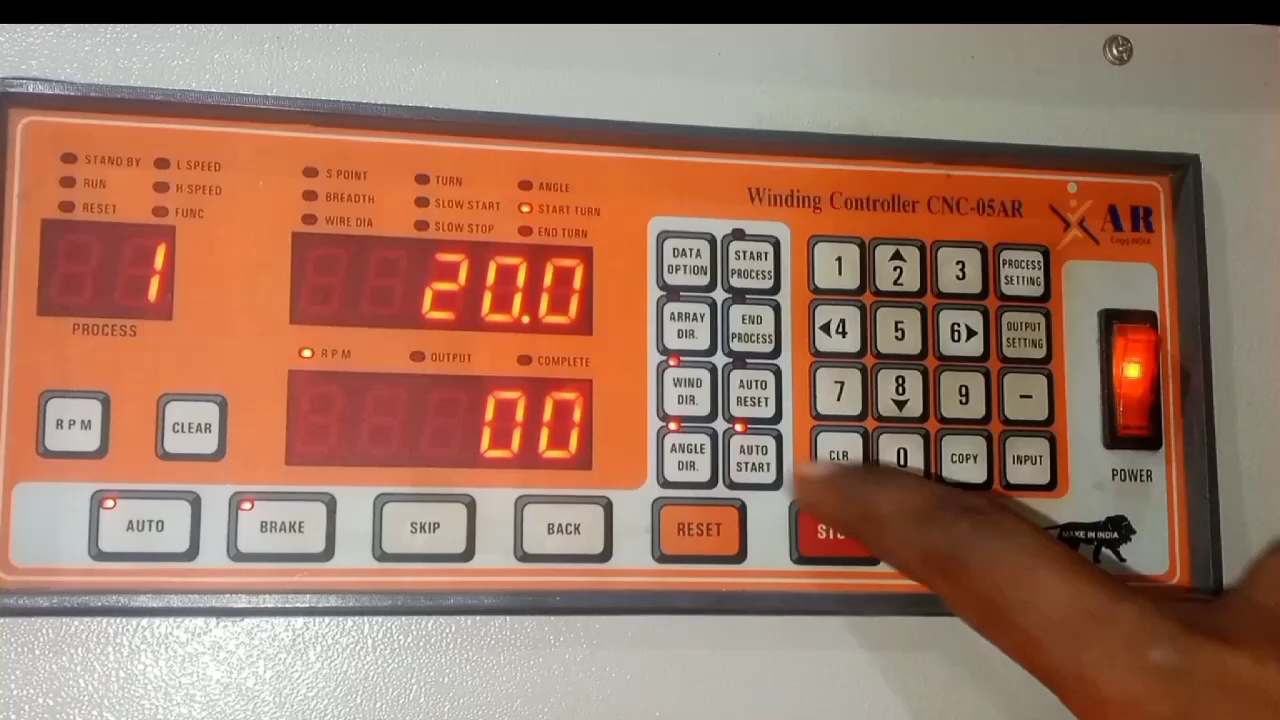 STAND BY
L SPEED
RUN
H-SPEED
RESET
FUNC
1
PROCESS
S POINT
TURN
ANGLE
BREADTH
SLOW START
START TURN
WIRE DIA
SLOW STOP
END TURN
20.0
RPM
OUTPUT
COMPLETE
00
RPM
CLEAR
AUTO
BRAKE
SKIP
BACK
RESET
DATA
OPTION
START
PROCESS
ARRAY
DIR.
END
PROCESS
WIND
DIR.
AUTO
RESET
ANGLE
DIR.
AUTO
START
Winding Controller CNC-05AR
AR
Engg INDIA
1
2
3
PROCESS
SETTING
4
5
6
OUTPUT
SETTING
7
8
9
-
CLR
0
COPY
INPUT
POWER
MAKE IN INDIA